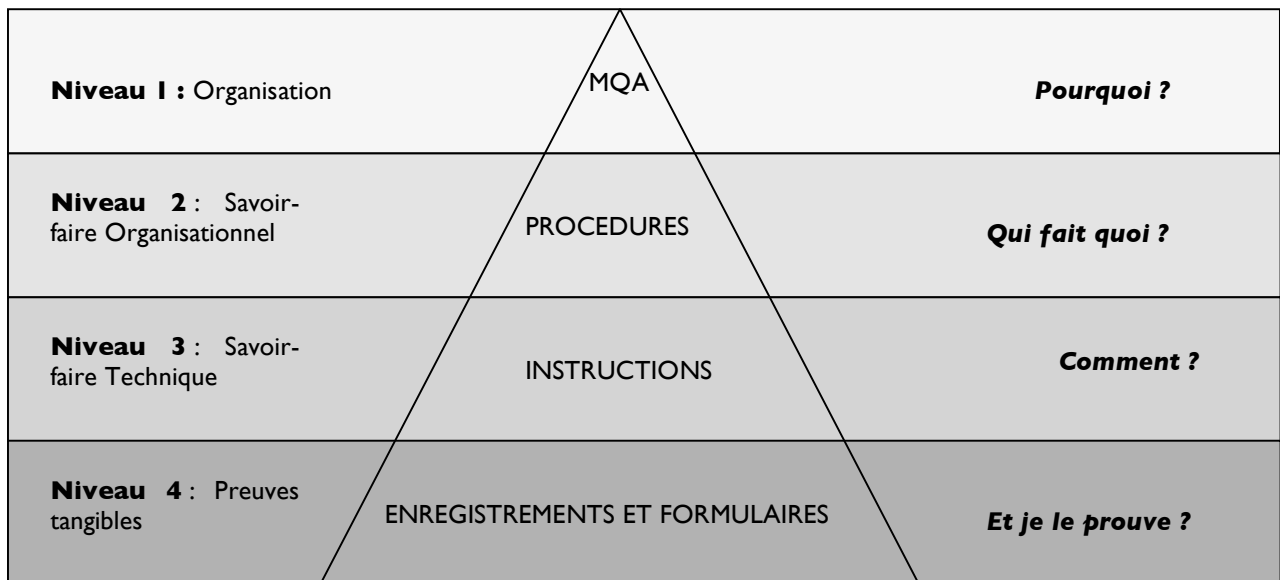 Niveau 1 : Organisation
MQA
Pourquoi ?
Niveau 2 : Savoir-
faire Organisationnel
PROCEDURES
Qui fait quoi ?
Niveau 3 : Savoir-
faire Technique
INSTRUCTIONS
Comment ?
Niveau 4 : Preuves
tangibles
ENREGISTREMENTS ET FORMULAIRES
Et je le prouve ?